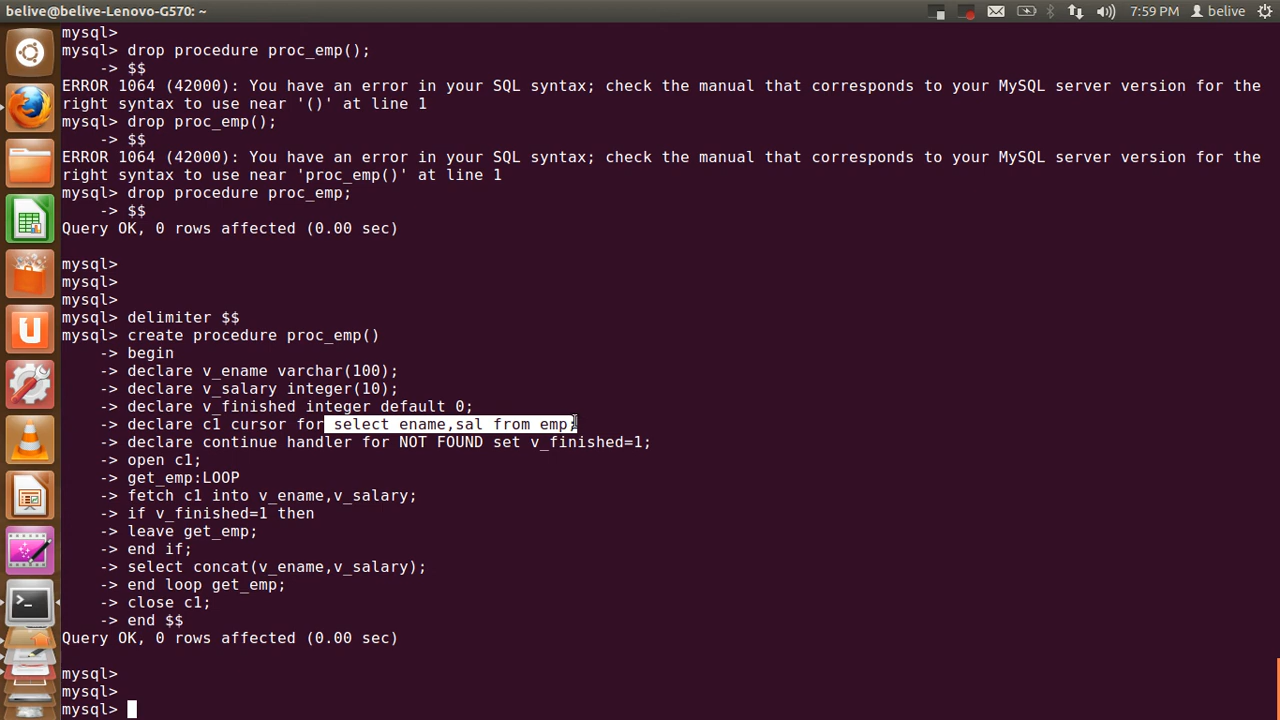 belive@belive-Lenovo-G570: ~
7:59 PM
belive
mysql>
mysql> drop procedure proc_emp();
-> $$
ERROR 1064 (42000): You have an error in your SQL syntax; check the manual that corresponds to your MySQL server version for the
right syntax to use near '()' at line 1
mysql> drop proc_emp();
-> $$
ERROR 1064 (42000): You have an error in your SQL syntax; check the manual that corresponds to your MySQL server version for the
right syntax to use near 'proc_emp()' at line 1
mysql> drop procedure proc_emp;
-> $$
Query OK, 0 rows affected (0.00 sec)
mysql>
mysql>
mysql>
mysql> delimiter $$
mysql> create procedure proc_emp()
-> begin
-> declare v_ename varchar(100);
-> declare v_salary integer(10);
-> declare v_finished integer default 0;
-> declare c1 cursor for select ename,sal from emp;
-> declare continue handler for NOT FOUND set v_finished=1;
-> open c1;
-> get_emp:LOOP
-> fetch c1 into v_ename,v_salary;
-> if v_finished=1 then
-> leave get_emp;
-> end if;
-> select concat(v_ename,v_salary);
-> end loop get_emp;
-> close c1;
-> end $$
Query OK, 0 rows affected (0.00 sec)
mysql>
mysql>
mysql>